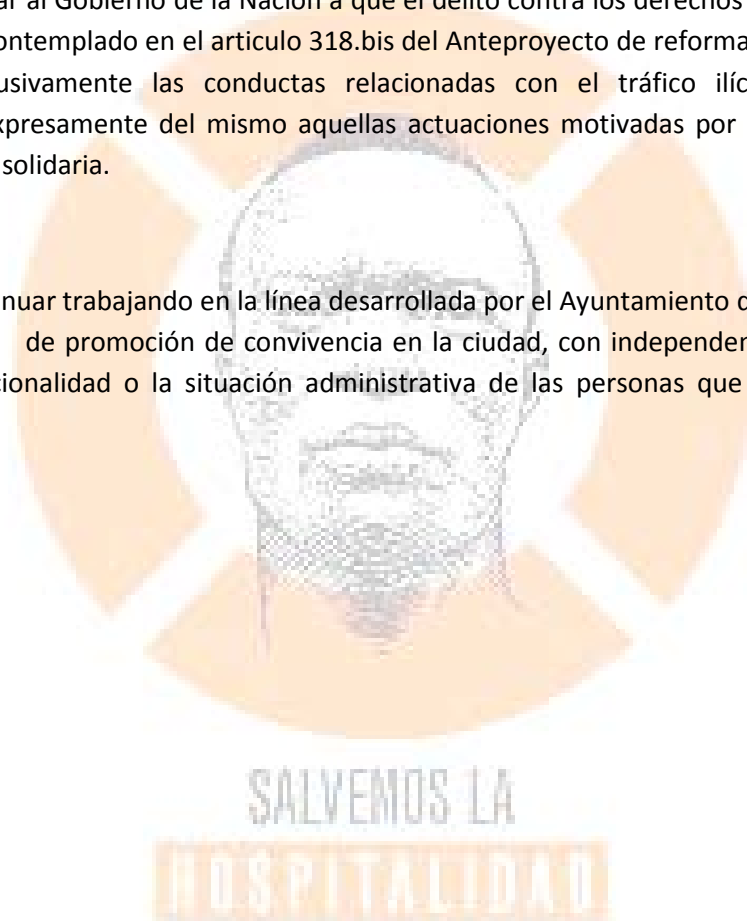 ar al Gobierno de la Nación a que el delito contra los derechos
ontemplado en el articulo 318.bis del Anteproyecto de reforma
usivamente las conductas relacionadas con el tráfico ilíc
xpresamente del mismo aquellas actuaciones motivadas por
solidaria.
nuar trabajando en la línea desarrollada por el Ayuntamiento d
de promoción de convivencia en la ciudad, con independen
cionalidad o la situación administrativa de las personas que
SALVEMOS LA
HOSPITALIDAD